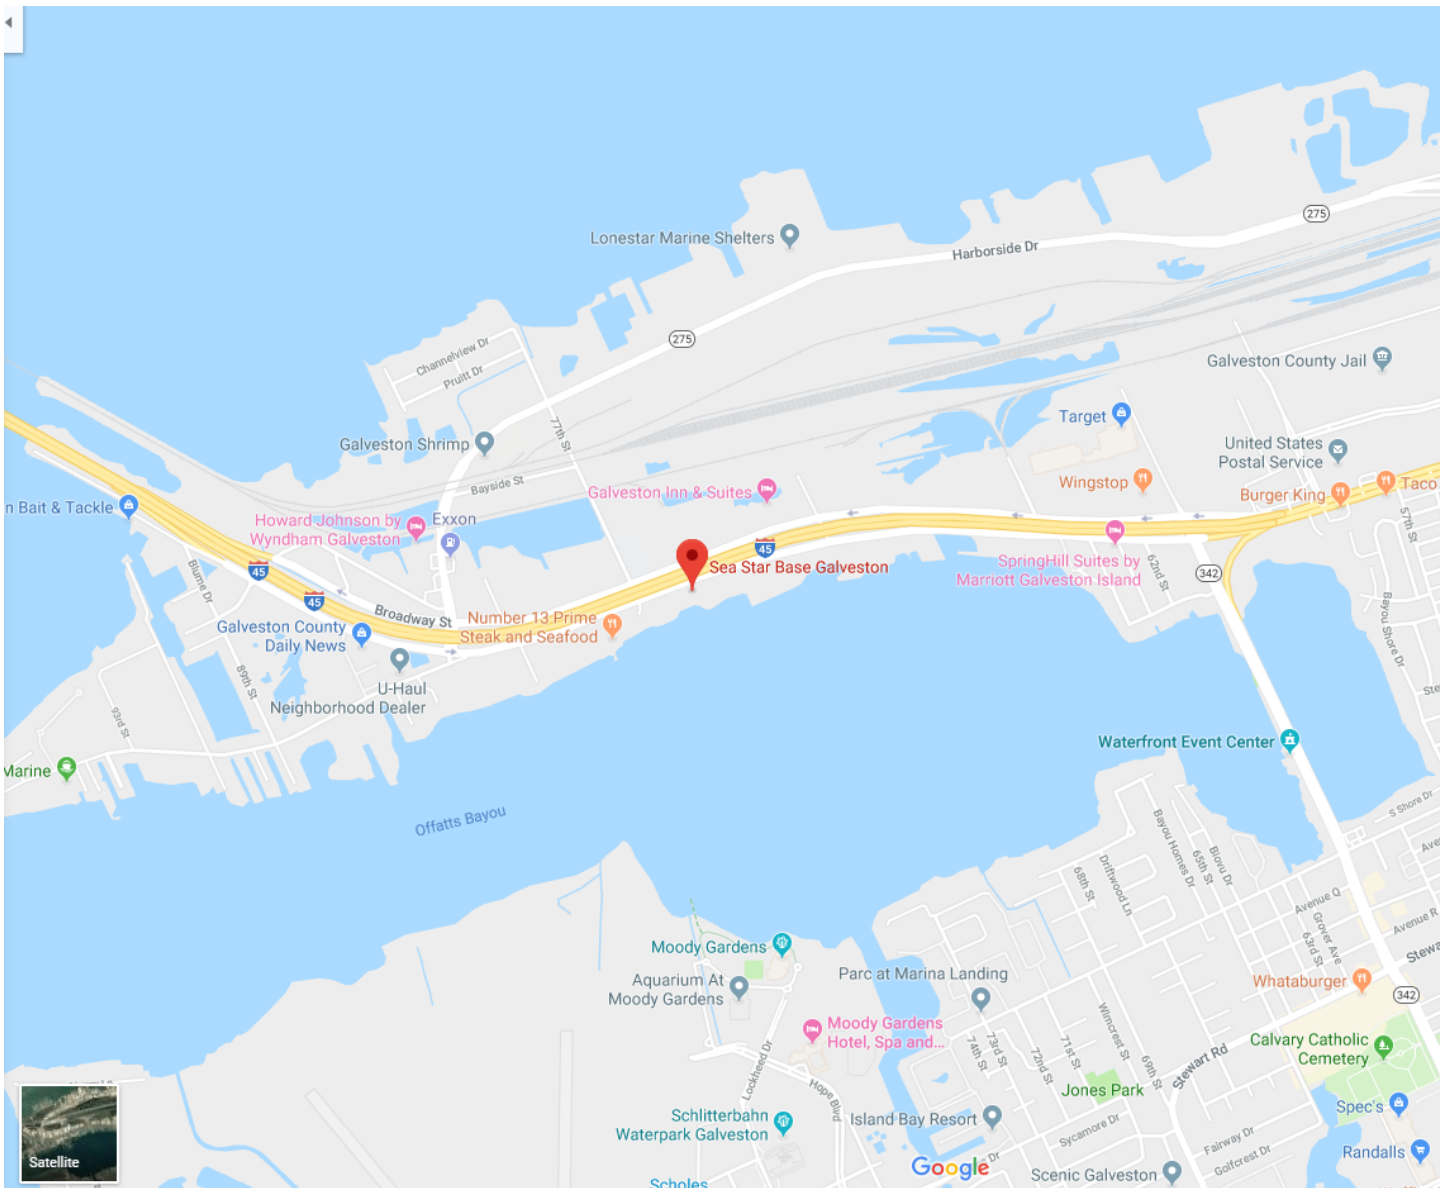 275
Lonestar Marine Shelters
Harborside Dr
275
Channelview Dr
Pruitt Dr
Galveston County Jail
Target
77th St
Galveston Shrimp
United States
Postal Service
Bayside St
Galveston Inn & Suites
Wingstop
Burger King
Taco
n Bait & Tackle
Howard Johnson by
Wyndham Galveston
Exxon
57th St
45
Sea Star Base Galveston
SpringHill Suites by
Marriott Galveston Island
62nd St
342
45
Blume Dr
45
Broadway St
Number 13 Prime
Steak and Seafood
Galveston County
Daily News
Bayou Shore Dr
U-Haul
Neighborhood Dealer
89th St
93rd St
Ste
Waterfront Event Center
Marine
Offatts Bayou
S Shore Dr
Bayou Homes Dr
65th St
Biovu Dr
Ave
68th St
Driftwood Ln
Avenue Q
Grover Ave
63rd St
Avenue R
Stewa
Moody Gardens
Aquarium At
Moody Gardens
Parc at Marina Landing
Whataburger
342
Moody Gardens
Hotel, Spa and...
Wimcrest St
74th St
73rd St
72nd St
71st St
69th St
Stewart Rd
Calvary Catholic
Cemetery
Lockheed Dr
Hope Blvd
Jones Park
Spec's
Schlitterbahn
Waterpark Galveston
Island Bay Resort
Sycamore Dr
Fairway Dr
Golfcrest Dr
Randalls
Satellite
Google
Dr
Scenic Galveston
Scholes